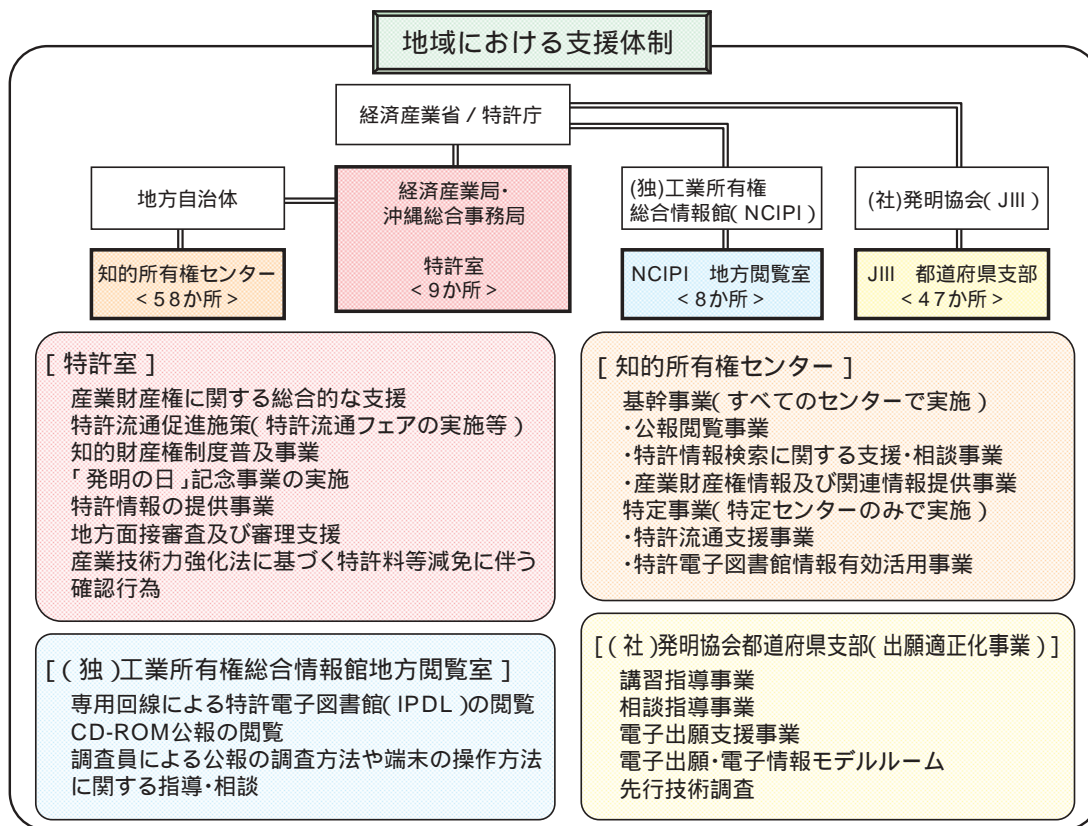 地域における支援体制
経済産業省 / 特許庁
地方自治体
経済産業局・
沖縄総合事務局
特許室
< 9か所 >
(独)工業所有権
総合情報館( NCIPI )
(社)発明協会( JIII )
知的所有権センター
< 58か所 >
NCIPI 地方閲覧室
< 8か所 >
JIII 都道府県支部
< 47か所 >
[ 特許室 ]
産業財産権に関する総合的な支援
特許流通促進施策( 特許流通フェアの実施等 )
知的財産権制度普及事業
「発明の日」記念事業の実施
特許情報の提供事業
地方面接審査及び審理支援
産業技術力強化法に基づく特許料等減免に伴う
確認行為
[ 知的所有権センター ]
基幹事業( すべてのセンターで実施 )
・公報閲覧事業
・特許情報検索に関する支援・相談事業
・産業財産権情報及び関連情報提供事業
特定事業( 特定センターのみで実施 )
・特許流通支援事業
・特許電子図書館情報有効活用事業
[ ( 独 )工業所有権総合情報館地方閲覧室 ]
専用回線による特許電子図書館( IPDL )の閲覧
CD-ROM公報の閲覧
調査員による公報の調査方法や端末の操作方法
に関する指導・相談
[ ( 社 )発明協会都道府県支部( 出願適正化事業 ) ]
講習指導事業
相談指導事業
電子出願支援事業
電子出願・電子情報モデルルーム
先行技術調査